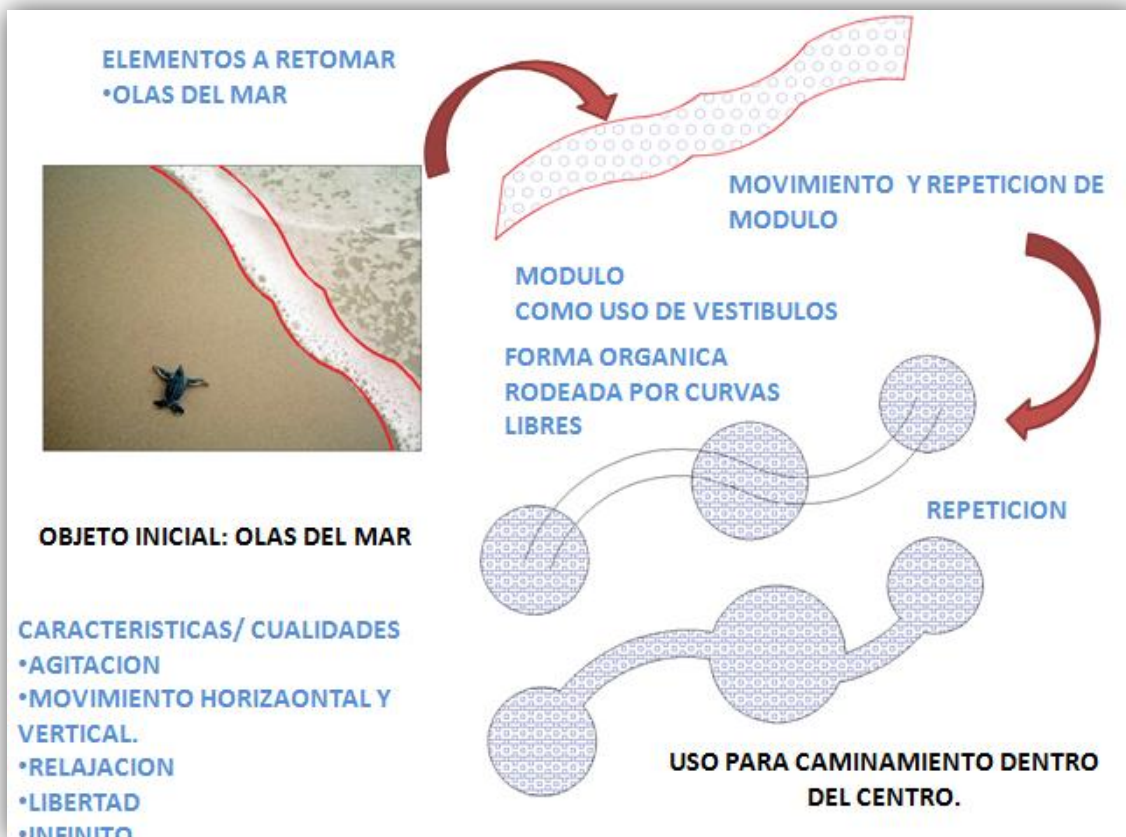 ELEMENTOS A RETOMAR
•OLAS DEL MAR
MOVIMIENTO Y REPETICION DE
MODULO
MODULO
COMO USO DE VESTIBULOS
FORMA ORGANICA
RODEADA POR CURVAS
LIBRES
OBJETO INICIAL: OLAS DEL MAR
REPETICION
CARACTERISTICAS/ CUALIDADES
•AGITACION
•MOVIMIENTO HORIZAONTAL Y
VERTICAL.
•RELAJACION
•LIBERTAD
•INFINITO
USO PARA CAMINAMIENTO DENTRO
DEL CENTRO.